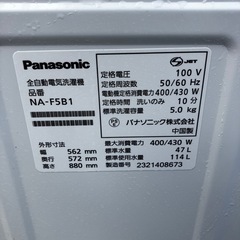 Panasonic
全自動電気洗濯機
品番
NA-F5B1
外形寸法
幅 562 mm
奥行 572 mm
高さ 880 mm
JET
定格電圧 100 V
定格周波数 50/60 Hz
電動機定格消費電力 400/430 W
定格時間 洗いのみ 10 分
標準洗濯容量 5.0 kg
パナソニック株式会社
中国製
最大消費電力 400/430 W
標準水量 47 L
標準使用水量 114 L
製造番号 2321408673